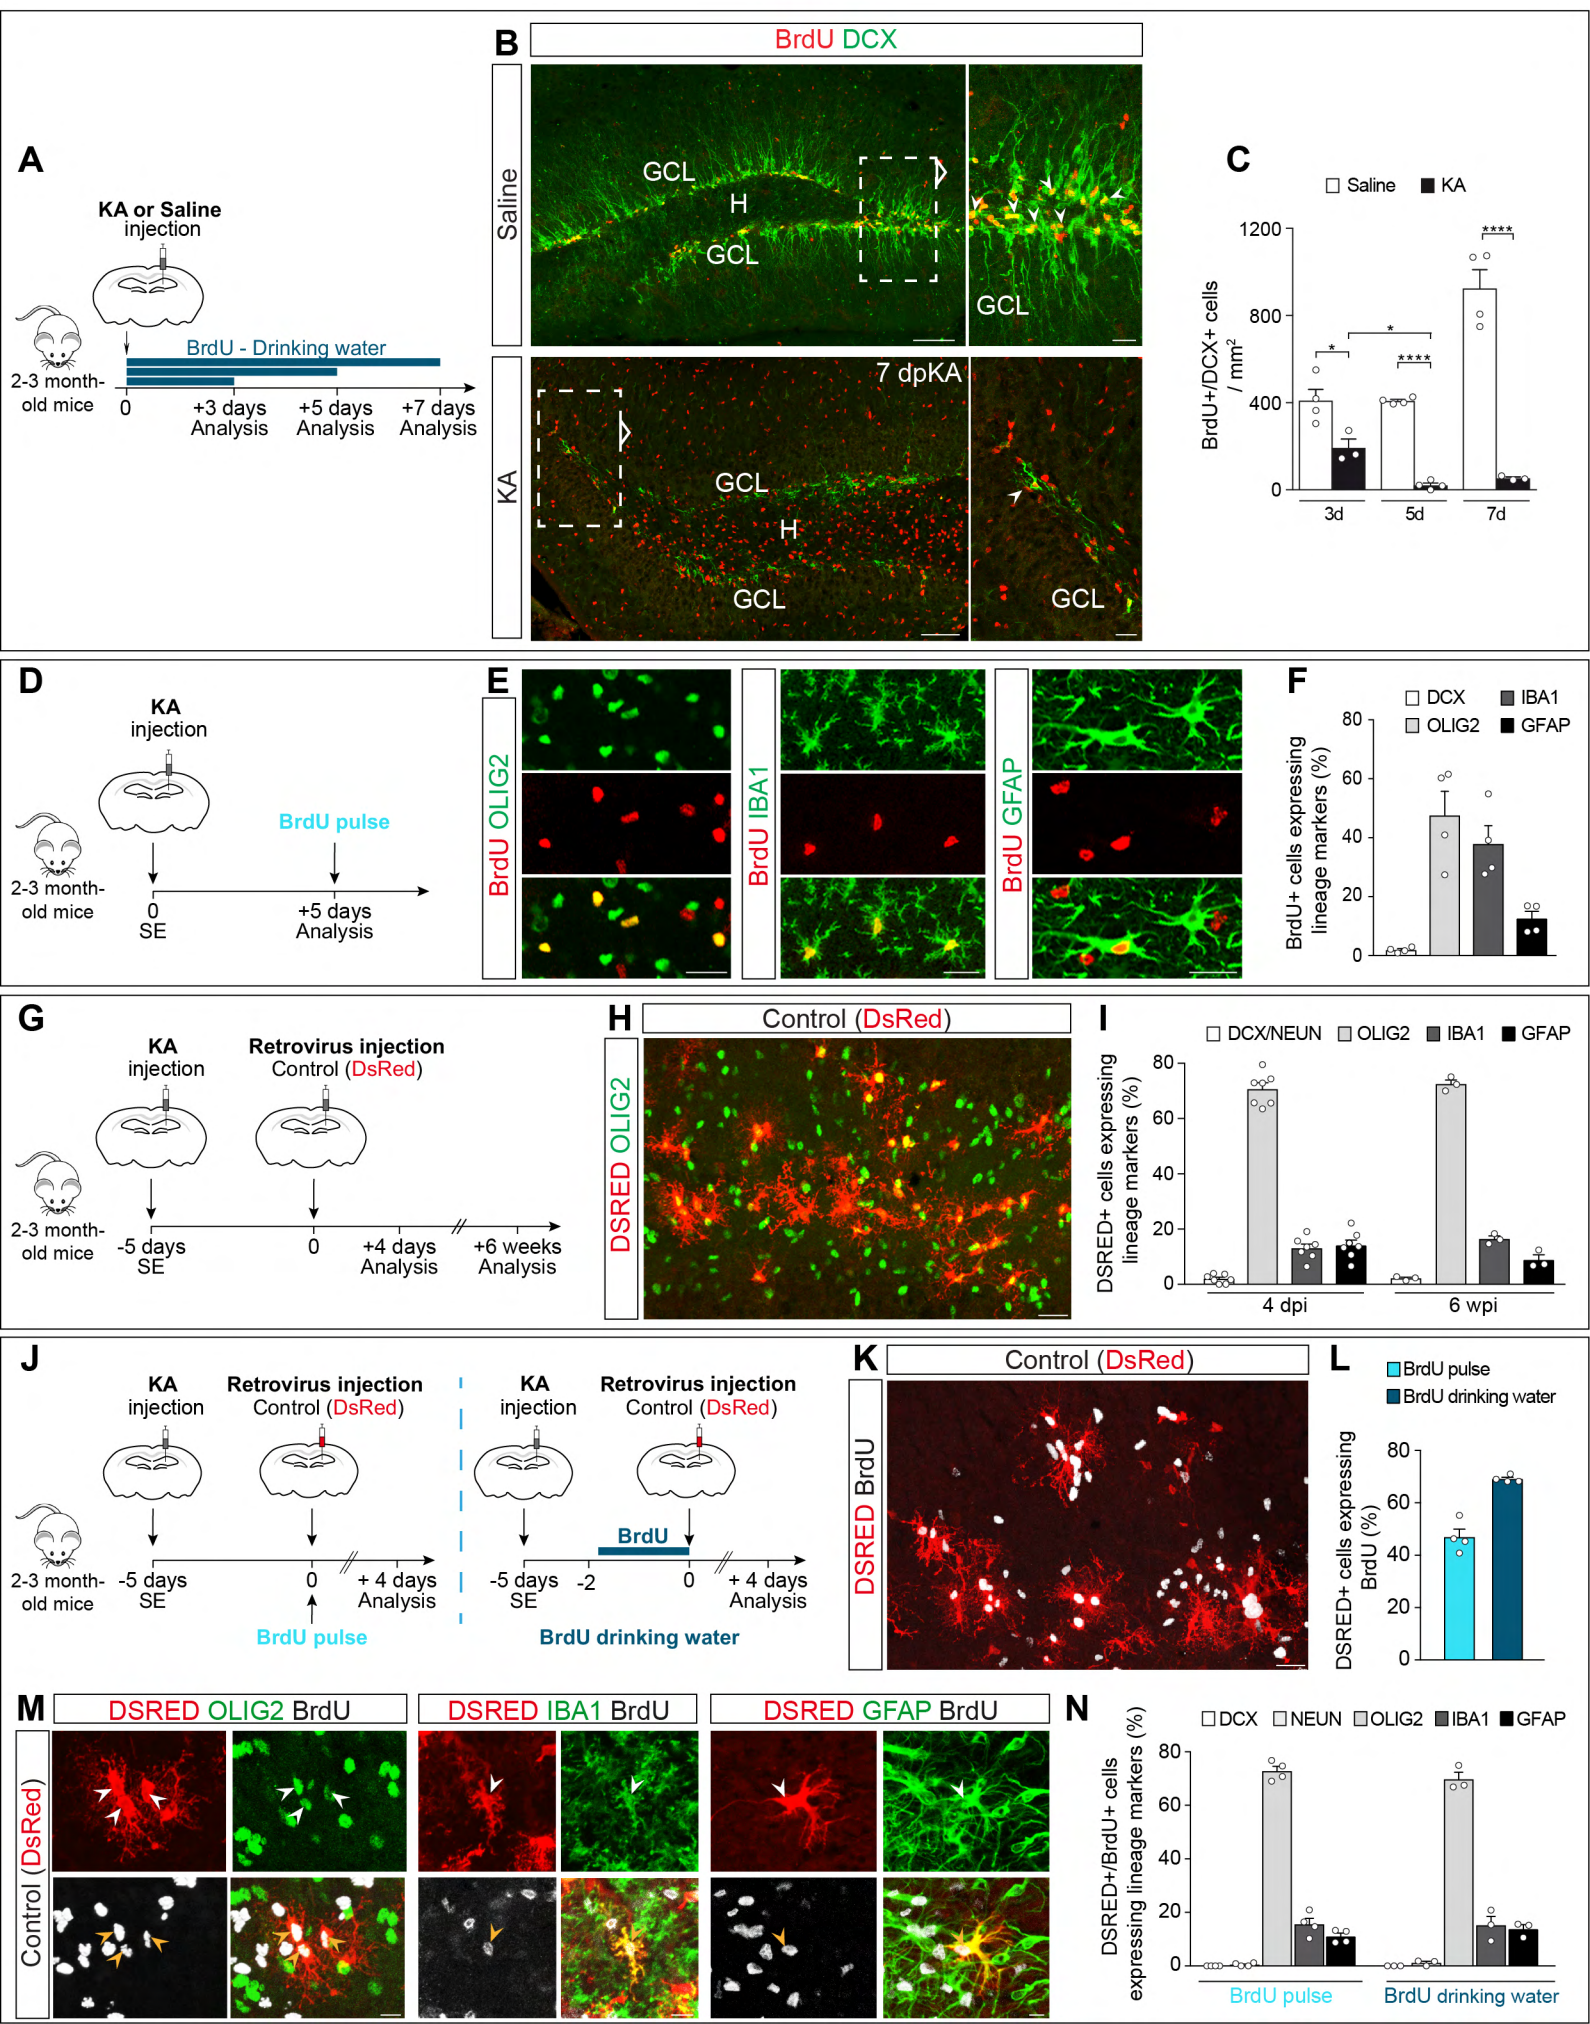 A
KA or Saline
injection
BrdU - Drinking water
2-3 month-
old mice
0
+3 days
Analysis
+5 days
Analysis
+7 days
Analysis
B
BrdU DCX
Saline
GCL
H
GCL
GCL
KA
7 dpKA
GCL
H
GCL
GCL
C
Saline
KA
BrdU+/DCX+ cells
/ mm2
1200
800
400
0
*
*
****
****
3d
5d
7d
D
KA
injection
BrdU pulse
2-3 month-
old mice
0
SE
+5 days
Analysis
E
BrdU OLIG2
BrdU IBA1
BrdU GFAP
F
DCX
IBA1
OLIG2
GFAP
BrdU+ cells expressing
lineage markers (%)
80
60
40
20
0
G
KA
injection
Retrovirus injection
Control (DsRed)
2-3 month-
old mice
-5 days
SE
0
+4 days
Analysis
+6 weeks
Analysis
H
Control (DsRed)
DSRED OLIG2
I
DCX/NEUN
OLIG2
IBA1
GFAP
DSRED+ cells expressing
lineage markers (%)
80
60
40
20
0
4 dpi
6 wpi
J
KA
injection
Retrovirus injection
Control (DsRed)
2-3 month-
old mice
-5 days
SE
0
+ 4 days
Analysis
BrdU pulse
KA
injection
Retrovirus injection
Control (DsRed)
BrdU
-5 days
SE
-2
0
+ 4 days
Analysis
BrdU drinking water
K
Control (DsRed)
DSRED BrdU
L
BrdU pulse
BrdU drinking water
DSRED+ cells expressing
BrdU (%)
80
60
40
20
0
M
DSRED OLIG2 BrdU
DSRED IBA1 BrdU
DSRED GFAP BrdU
Control (DsRed)
N
DCX
NEUN
OLIG2
IBA1
GFAP
DSRED+/BrdU+ cells
expressing lineage markers (%)
80
60
40
20
0
BrdU pulse
BrdU drinking water